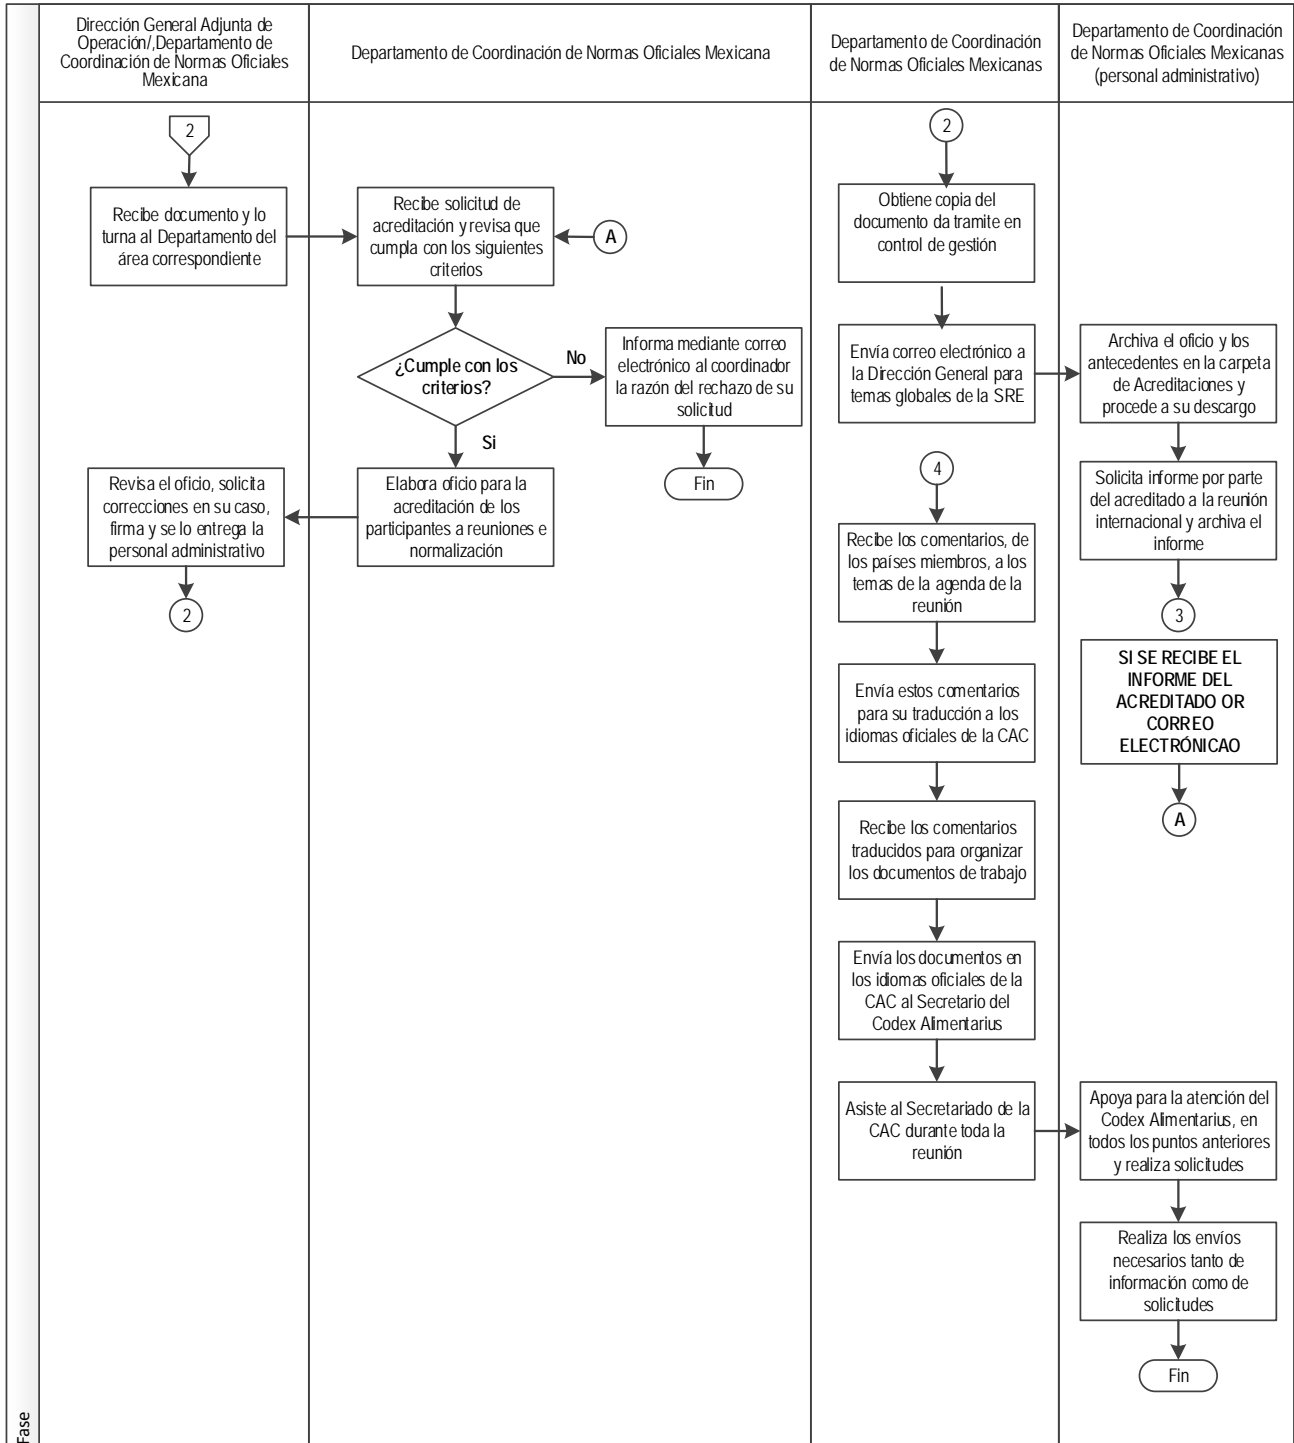 Dirección General Adjunta de
Operación/,Departamento de
Coordinación de Normas Oficiales
Mexicana
Departamento de Coordinación de Normas Oficiales Mexicana
Departamento de Coordinación
de Normas Oficiales Mexicanas
Departamento de Coordinación
de Normas Oficiales Mexicanas
(personal administrativo)
2
Recibe documento y lo
turna al Departamento del
área correspondiente
Recibe solicitud de
acreditación y revisa que
cumpla con los siguientes
criterios
A
¿Cumple con los
criterios?
No
Informa mediante correo
electrónico al coordinador
la razón del rechazo de su
solicitud
Fin
Si
Elabora oficio para la
acreditación de los
participantes a reuniones e
normalización
Revisa el oficio, solicita
correcciones en su caso,
firma y se lo entrega la
personal administrativo
2
2
Obtiene copia del
documento da tramite en
control de gestión
Envía correo electrónico a
la Dirección General para
temas globales de la SRE
Archiva el oficio y los
antecedentes en la carpeta
de Acreditaciones y
procede a su descargo
Solicita informe por parte
del acreditado a la reunión
internacional y archiva el
informe
3
SI SE RECIBE EL
INFORME DEL
ACREDITADO OR
CORREO
ELECTRÓNICAO
A
4
Recibe los comentarios, de
los países miembros, a los
temas de la agenda de la
reunión
Envía estos comentarios
para su traducción a los
idiomas oficiales de la CAC
Recibe los comentarios
traducidos para organizar
los documentos de trabajo
Envía los documentos en
los idiomas oficiales de la
CAC al Secretario del
Codex Alimentarius
Asiste al Secretariado de la
CAC durante toda la
reunión
Apoya para la atención del
Codex Alimentarius, en
todos los puntos anteriores
y realiza solicitudes
Realiza los envíos
necesarios tanto de
información como de
solicitudes
Fin
Fase